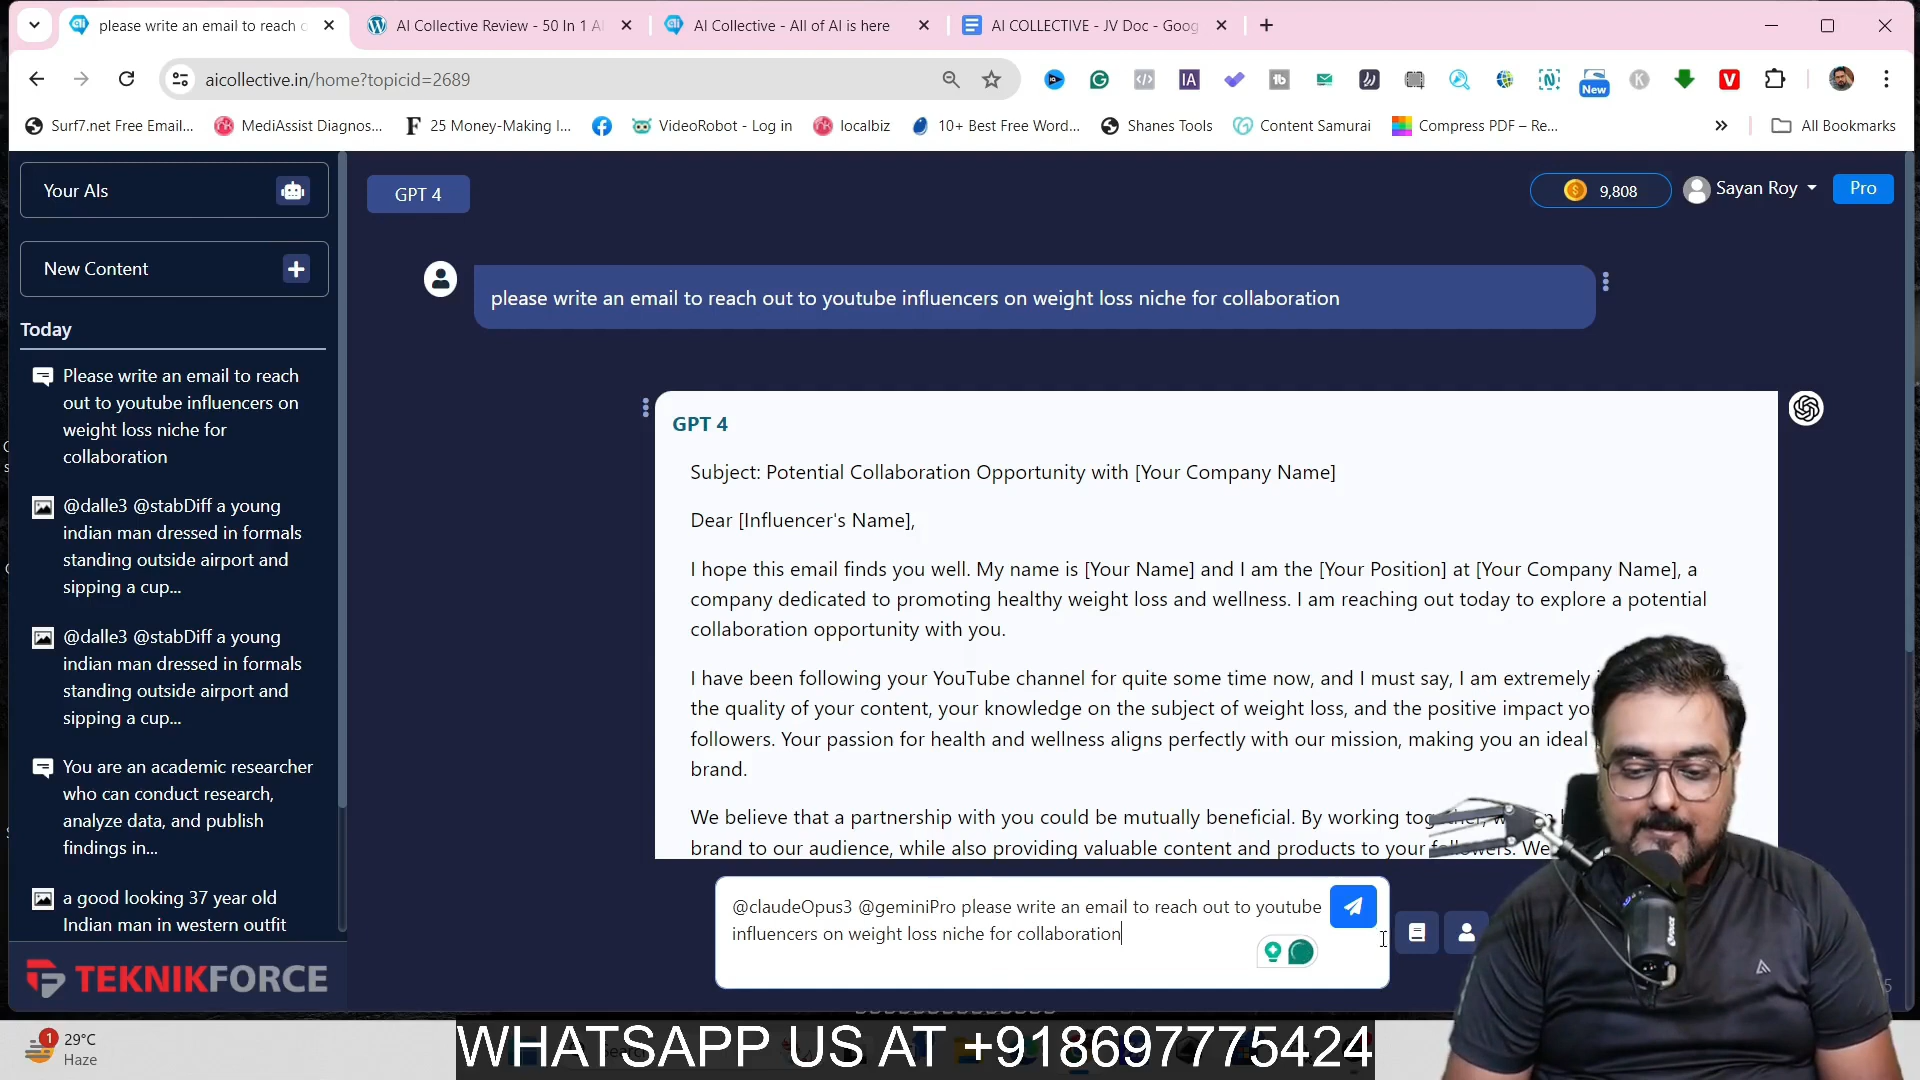 please write an email to reach o
AI Collective Review - 50 In 1 A
AI Collective - All of AI is here
AI COLLECTIVE - JV Doc - Goog
aicollective.in/home?topicid=2689
IA
New
Surf7.net Free Email...
MediAssist Diagnos...
25 Money-Making I...
VideoRobot - Log in
localbiz
10+ Best Free Word...
Shanes Tools
Content Samurai
Compress PDF – Re...
All Bookmarks
Your AIs
GPT 4
9,808
Sayan Roy
Pro
New Content
please write an email to reach out to youtube influencers on weight loss niche for collaboration
Today
Please write an email to reach
out to youtube influencers on
weight loss niche for
collaboration
@dalle3 @stabDiff a young
indian man dressed in formals
standing outside airport and
sipping a cup...
@dalle3 @stabDiff a young
indian man dressed in formals
standing outside airport and
sipping a cup...
You are an academic researcher
who can conduct research,
analyze data, and publish
findings in...
a good looking 37 year old
Indian man in western outfit
TEKNIKFORCE
GPT 4
Subject: Potential Collaboration Opportunity with [Your Company Name]
Dear [Influencer's Name],
I hope this email finds you well. My name is [Your Name] and I am the [Your Position] at [Your Company Name], a
company dedicated to promoting healthy weight loss and wellness. I am reaching out today to explore a potential
collaboration opportunity with you.
I have been following your YouTube channel for quite some time now, and I must say, I am extremely
the quality of your content, your knowledge on the subject of weight loss, and the positive impact you
followers. Your passion for health and wellness aligns perfectly with our mission, making you an ideal
brand.
We believe that a partnership with you could be mutually beneficial. By working
brand to our audience, while also providing valuable content and products to your followers. We
@claudeOpus3 @geminiPro please write an email to reach out to youtube
influencers on weight loss niche for collaboration
29°C
Haze
1
WHATSAPP US AT +918697775424